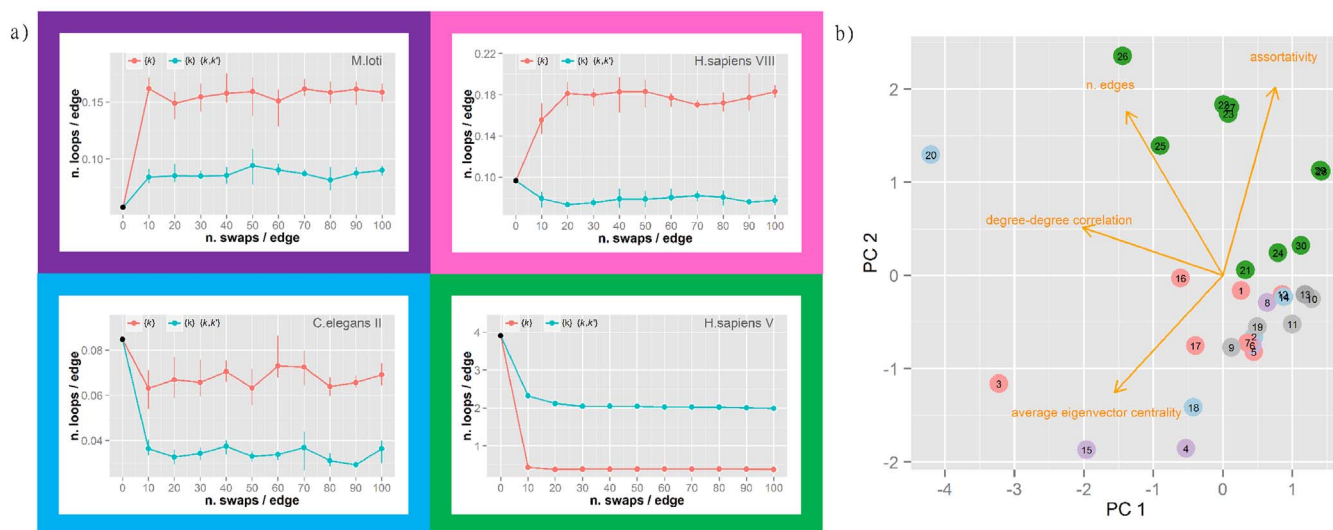 a)
{k} {k} {k,k'}
M.loti
n. loops / edge
0.15
0.10
0 10 20 30 40 50 60 70 80 90 100
n. swaps / edge
{k} {k} {k,k'}
H.sapiens VIII
n. loops / edge
0.22
0.18
0.14
0.10
0 10 20 30 40 50 60 70 80 90 100
n. swaps / edge
{k} {k} {k,k'}
C.elegans II
n. loops / edge
0.08
0.06
0.04
0 10 20 30 40 50 60 70 80 90 100
n. swaps / edge
{k} {k} {k,k'}
H.sapiens V
n. loops / edge
4
3
2
1
0 10 20 30 40 50 60 70 80 90 100
n. swaps / edge
b)
26
assortativity
n. edges
22
27
23
25
20
degree-degree correlation
30
24
21
16
1
8
14
13
10
19
11
2
17
7
6
5
9
3
18
average eigenvector centrality
15
4
PC 2
2
1
0
-1
-2
-4 -3 -2 -1 0 1
PC 1